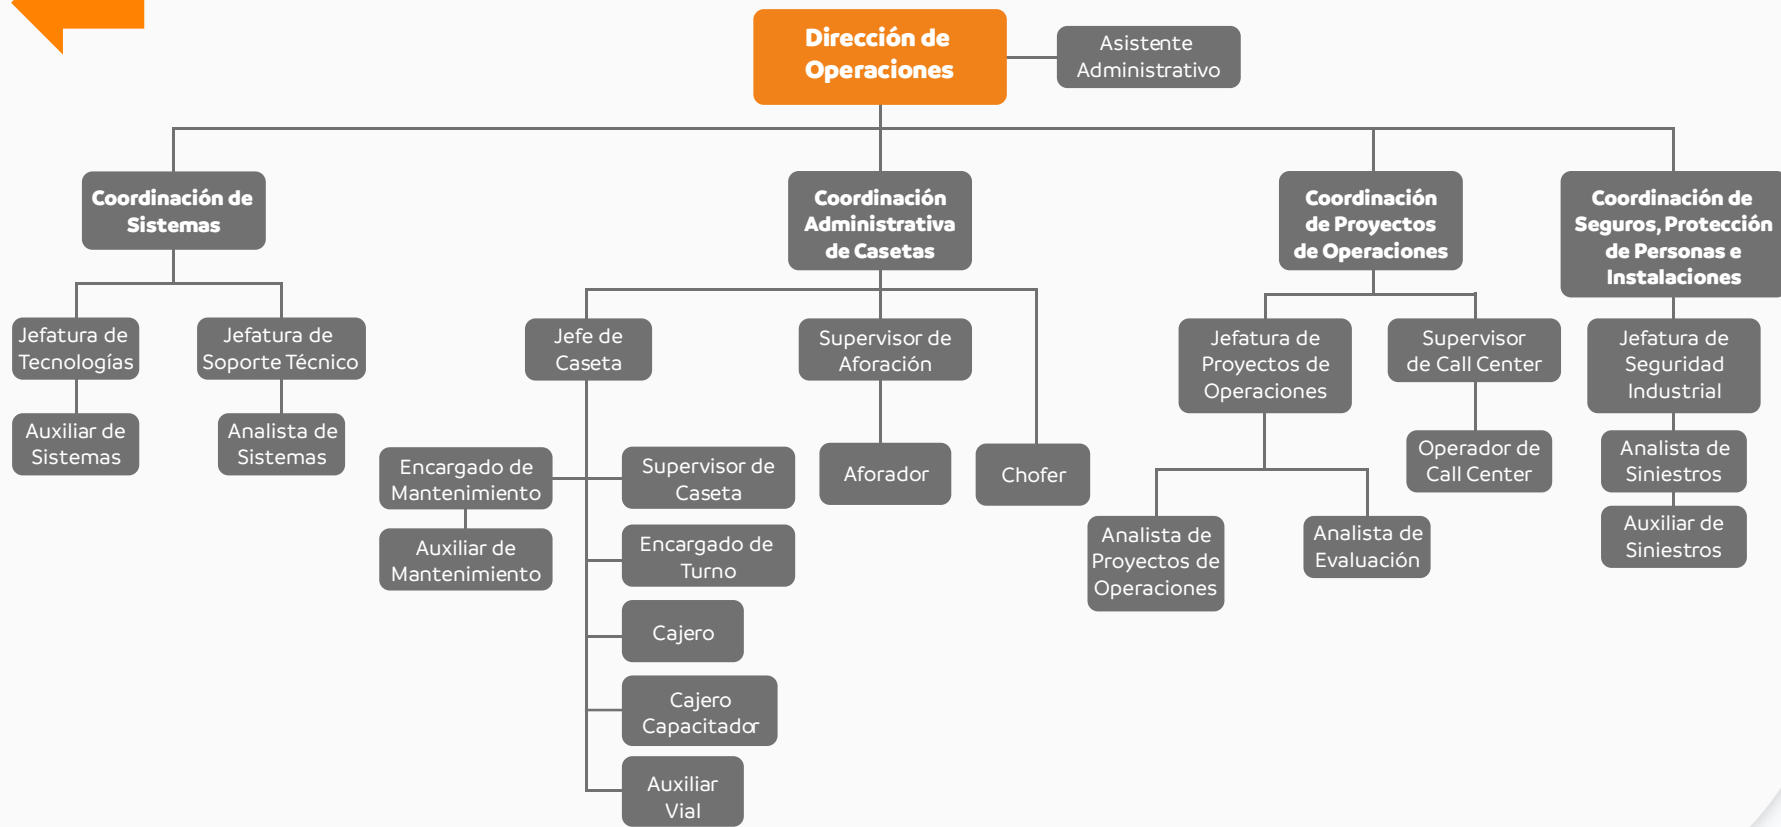 Dirección de
Operaciones
Asistente
Administrativo
Coordinación de
Sistemas
Coordinación
Administrativa
de Casetas
Coordinación
de Proyectos
de Operaciones
Coordinación de
Seguros, Protección
de Personas e
Instalaciones
Jefatura de
Tecnologías
Jefatura de
Soporte Técnico
Jefe de
Caseta
Supervisor de
Aforación
Jefatura de
Proyectos de
Operaciones
Supervisor
de Call Center
Jefatura de
Seguridad
Industrial
Auxiliar de
Sistemas
Analista de
Sistemas
Encargado de
Mantenimiento
Supervisor de
Caseta
Aforador
Chofer
Operador de
Call Center
Analista de
Siniestros
Auxiliar de
Mantenimiento
Encargado de
Turno
Analista de
Proyectos de
Operaciones
Analista de
Evaluación
Auxiliar de
Siniestros
Cajero
Cajero
Capacitador
Auxiliar
Vial